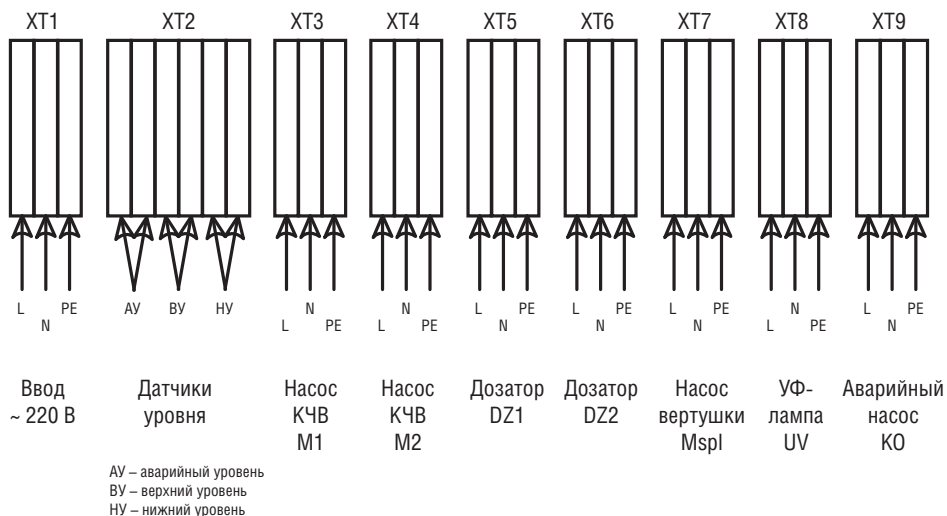 XT1 XT2 XT3 XT4 XT5 XT6 XT7 XT8 XT9
L N PE АУ ВУ НУ L N PE L N PE L N PE L N PE L N PE L N PE L N PE
Ввод
~ 220 В
Датчики
уровня
Насос
КЧВ
М1
Насос
КЧВ
М2
Дозатор
DZ1
Дозатор
DZ2
Насос
вертушки
Mspl
УФ-
лампа
UV
Аварийный
насос
КО
АУ – аварийный уровень
ВУ – верхний уровень
НУ – нижний уровень